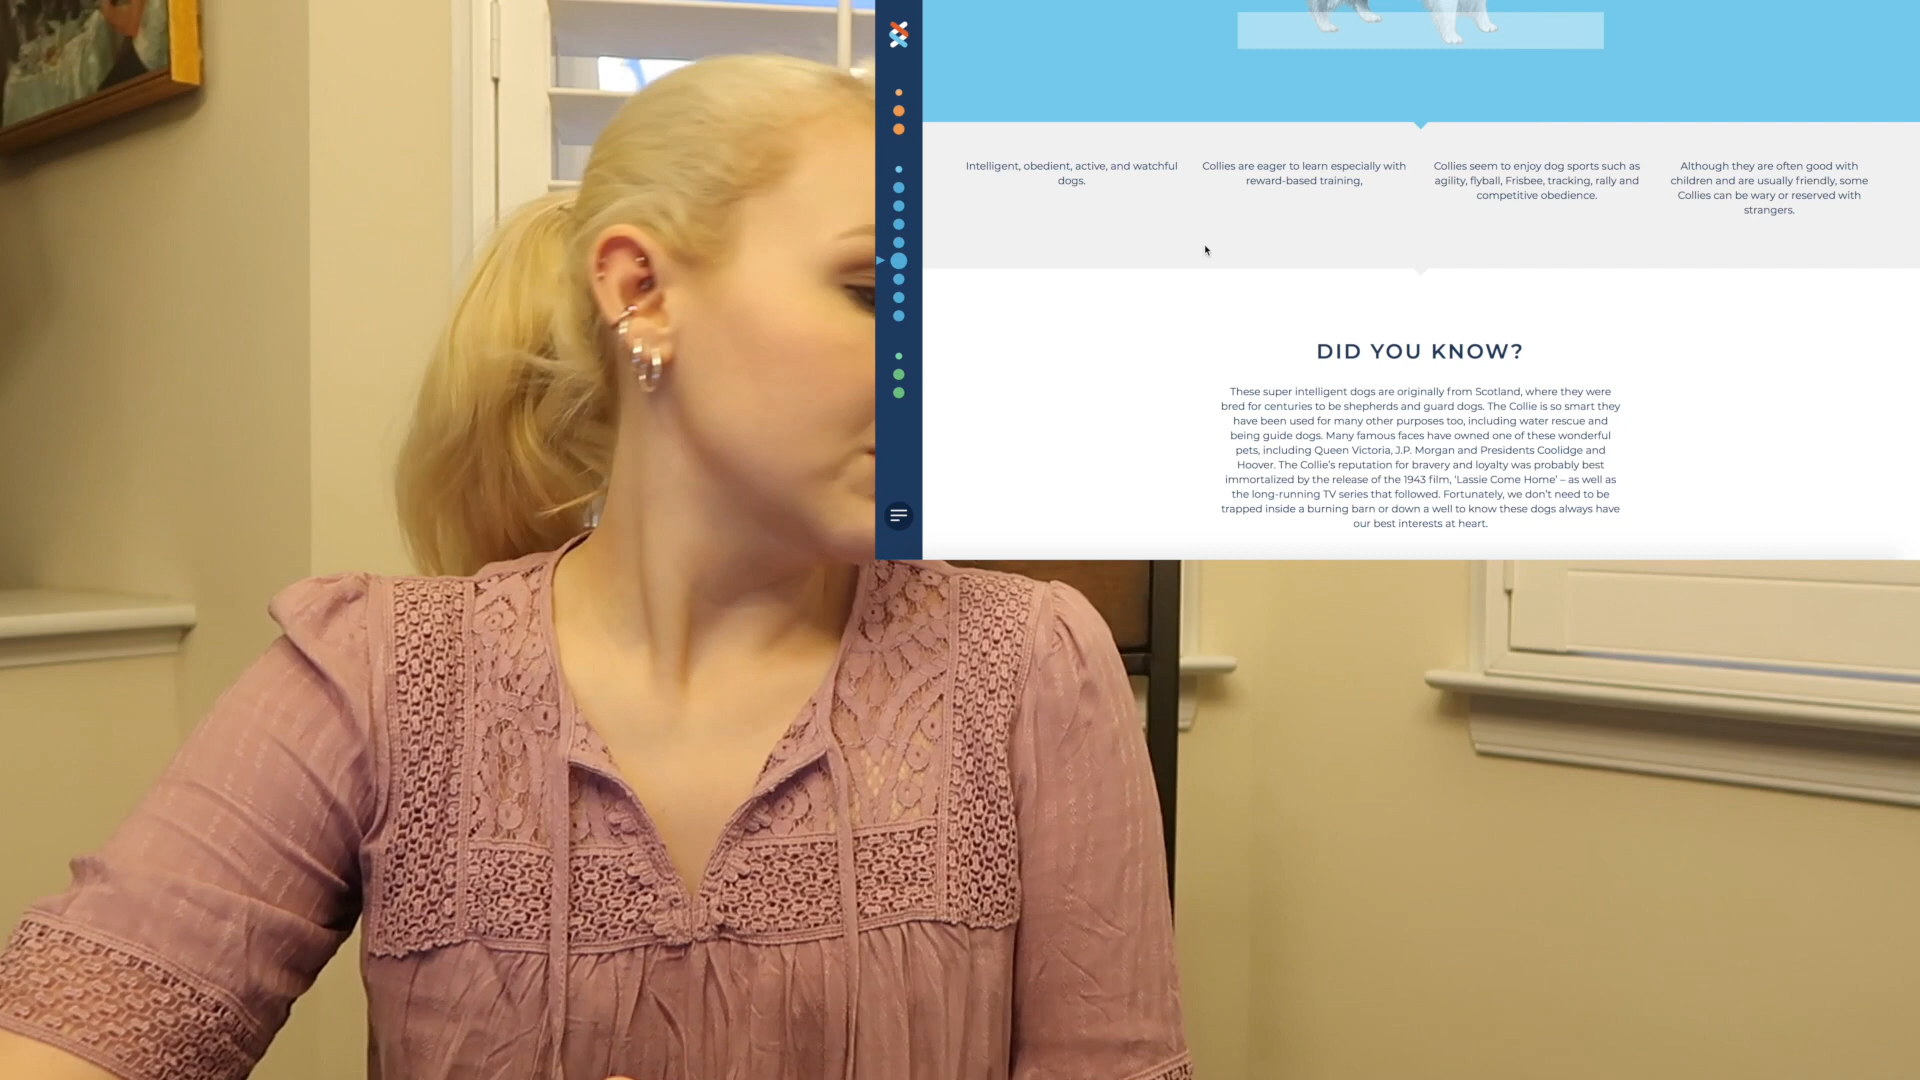 Intelligent, obedient, active, and watchful
dogs.
Collies are eager to learn especially with
reward-based training,
Collies seem to enjoy dog sports such as
agility, flyball, Frisbee, tracking, rally and
competitive obedience.
Although they are often good with
children and are usually friendly, some
Collies can be wary or reserved with
strangers.
DID YOU KNOW?
These super intelligent dogs are originally from Scotland, where they were
bred for centuries to be shepherds and guard dogs. The Collie is so smart they
have been used for many other purposes too, including water rescue and
being guide dogs. Many famous faces have owned one of these wonderful
pets, including Queen Victoria, J.P. Morgan and Presidents Coolidge and
Hoover. The Collie's reputation for bravery and loyalty was probably best
immortalized by the release of the 1943 film, 'Lassie Come Home' – as well as
the long-running TV series that followed. Fortunately, we don't need to be
trapped inside a burning barn or down a well to know these dogs always have
our best interests at heart.